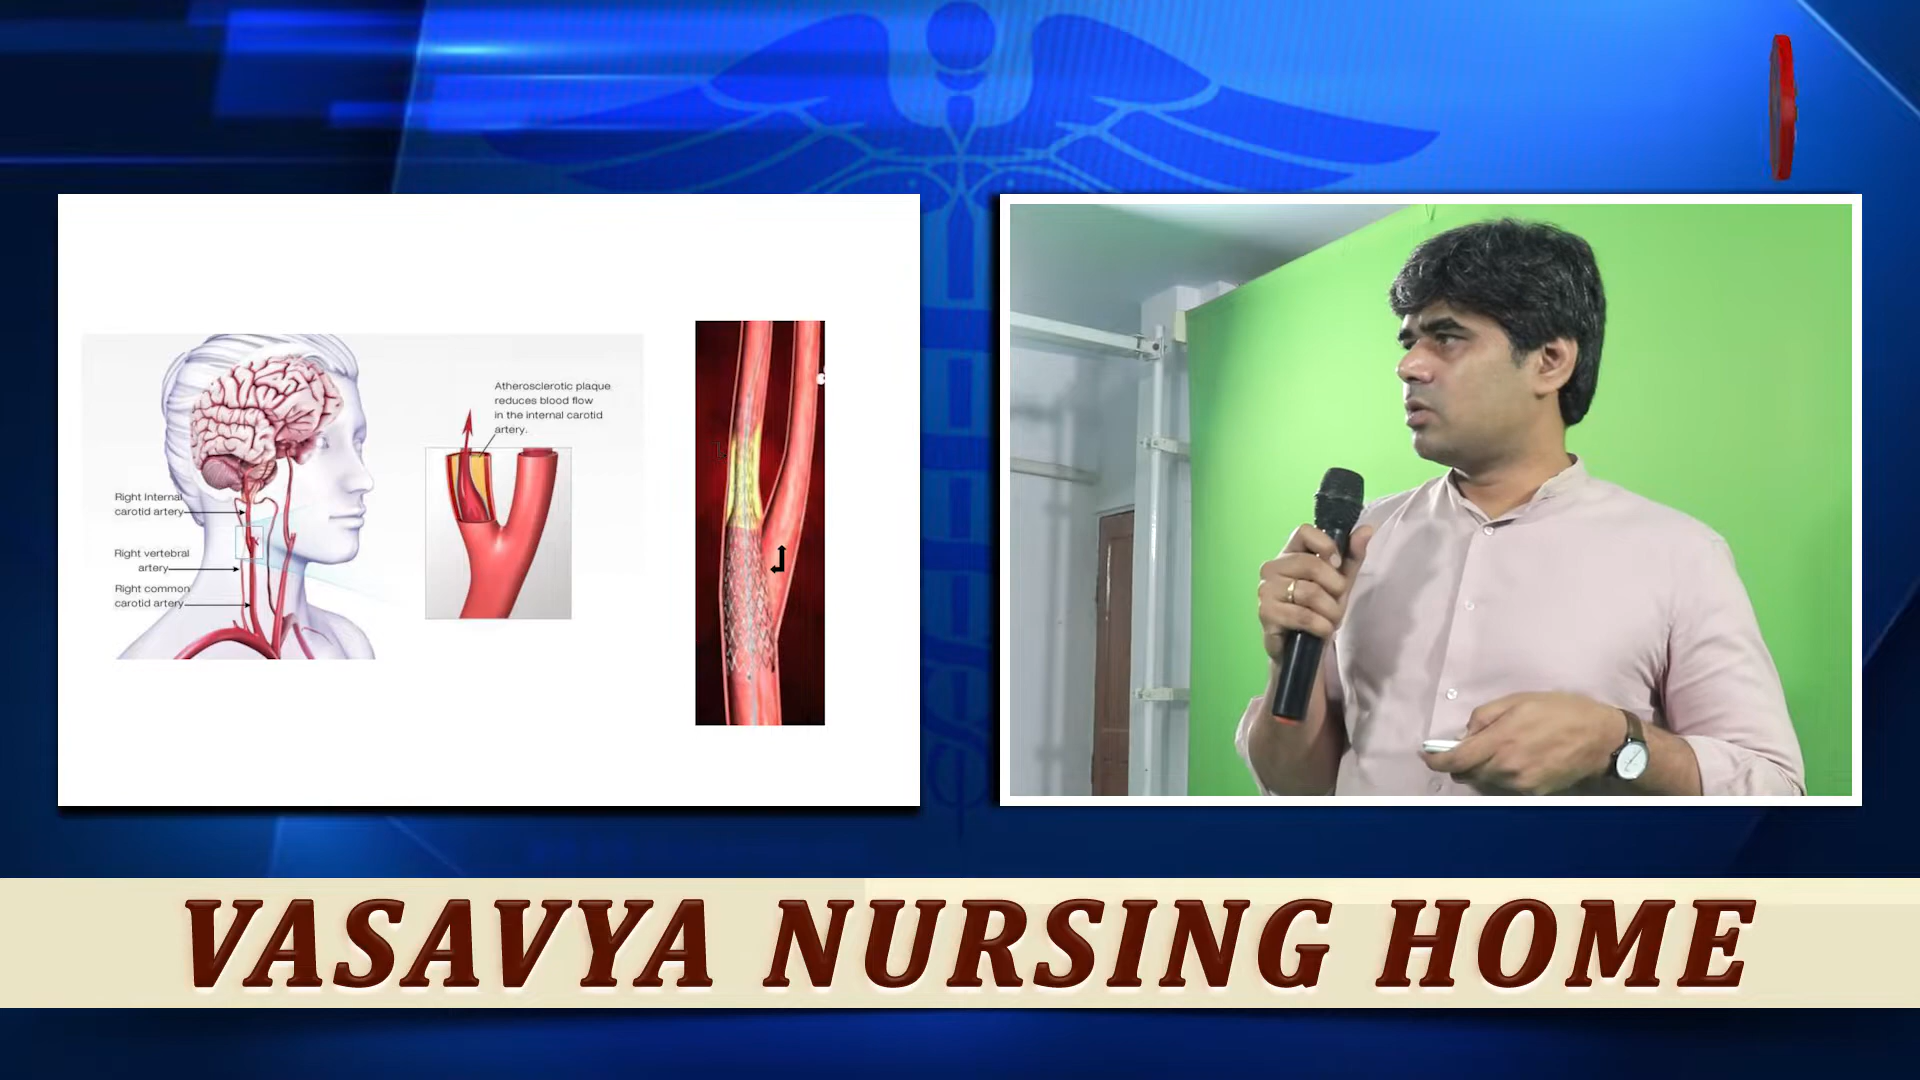 Atherosclerotic plaque
reduces blood flow
in the internal carotid
artery.
Right Internal
carotid artery
Right vertebral
artery
Right common
carotid artery
VASAVYA NURSING HOME